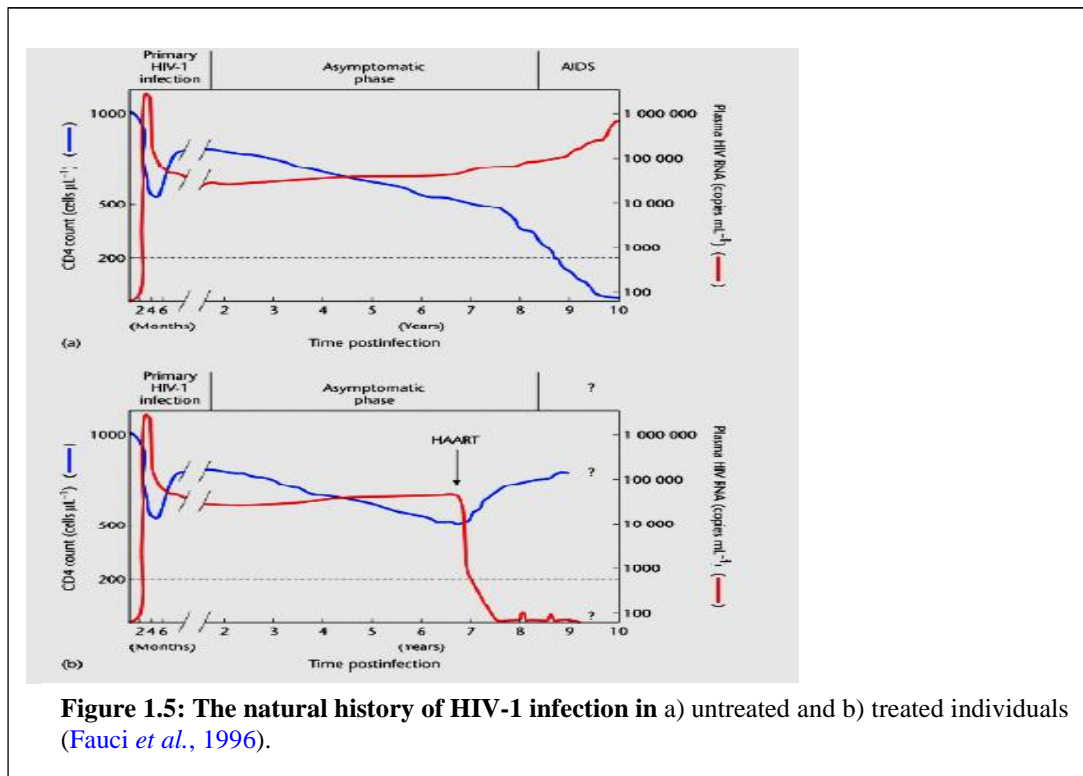 Primary
HIV-1
infection
Asymptomatic
phase
AIDS
CD4 count (cells µL⁻¹) (
)
1000
500
200
1 000 000
100 000
10 000
1000
100
Plasma HIV RNA (copies mL⁻¹) (
)
2 4 6 2 3 4 5 6 7 8 9 10
(Months) (Years)
(a) Time postinfection
Primary
HIV-1
infection
Asymptomatic
phase
?
CD4 count (cells µL⁻¹) (
)
1000
500
200
HAART
?
?
1 000 000
100 000
10 000
1000
100
Plasma HIV RNA (copies mL⁻¹) (
)
2 4 6 2 3 4 5 6 7 8 9 10
(Months) (Years)
(b) Time postinfection
Figure 1.5: The natural history of HIV-1 infection in a) untreated and b) treated individuals
(Fauci et al., 1996).